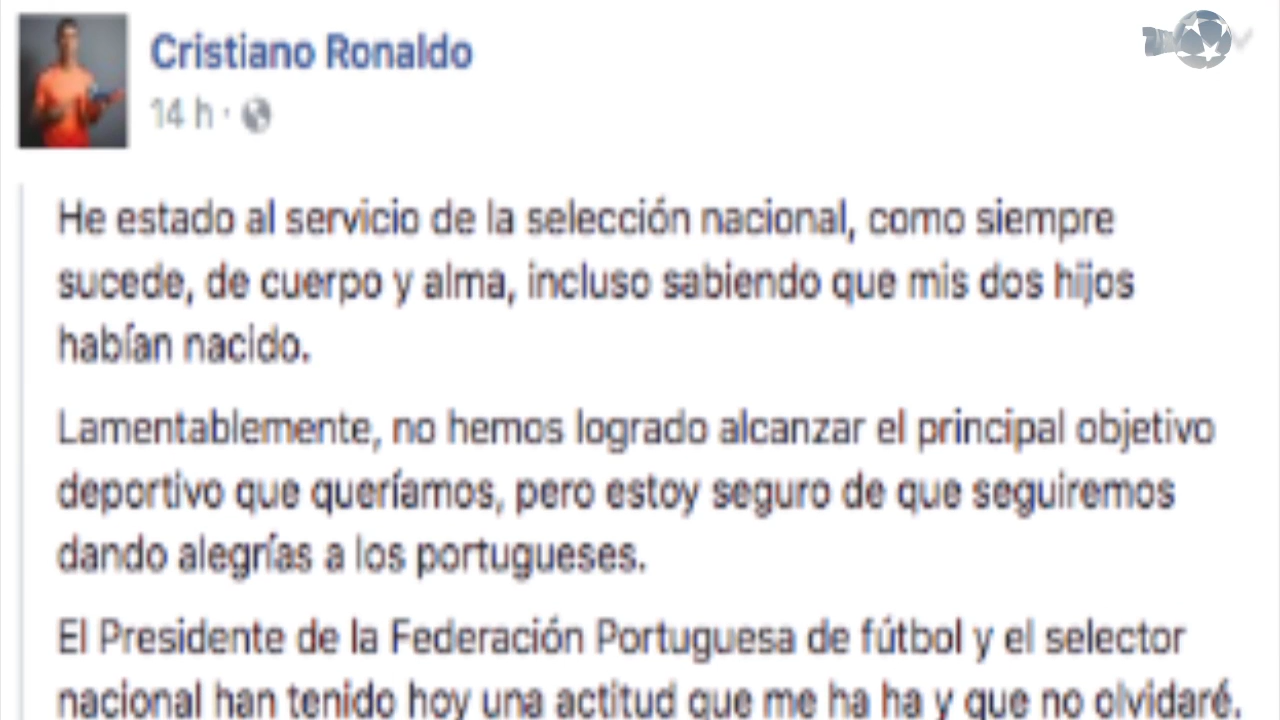 Cristiano Ronaldo
14 h ·
He estado al servicio de la selección nacional, como siempre
sucede, de cuerpo y alma, incluso sabiendo que mis dos hijos
habían nacido.
Lamentablemente, no hemos logrado alcanzar el principal objetivo
deportivo que queríamos, pero estoy seguro de que seguiremos
dando alegrías a los portugueses.
El Presidente de la Federación Portuguesa de fútbol y el selector
nacional han tenido hoy una actitud que me ha ha y que no olvidaré.